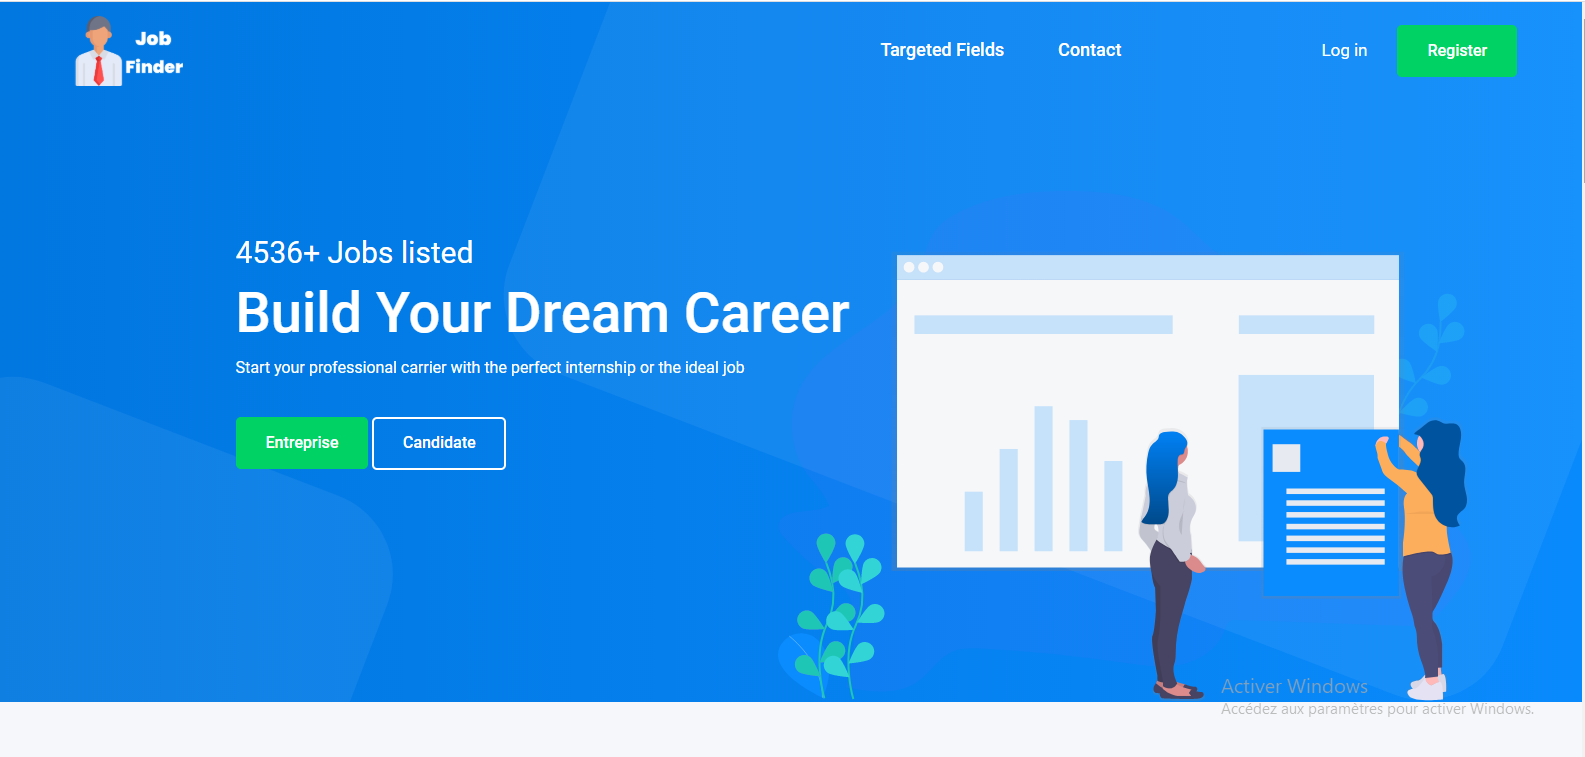 Job
Finder
Targeted Fields
Contact
Log in
Register
4536+ Jobs listed
Build Your Dream Career
Start your professional carrier with the perfect internship or the ideal job
Entreprise
Candidate
Activer Windows
Accédez aux paramètres pour activer Windows.